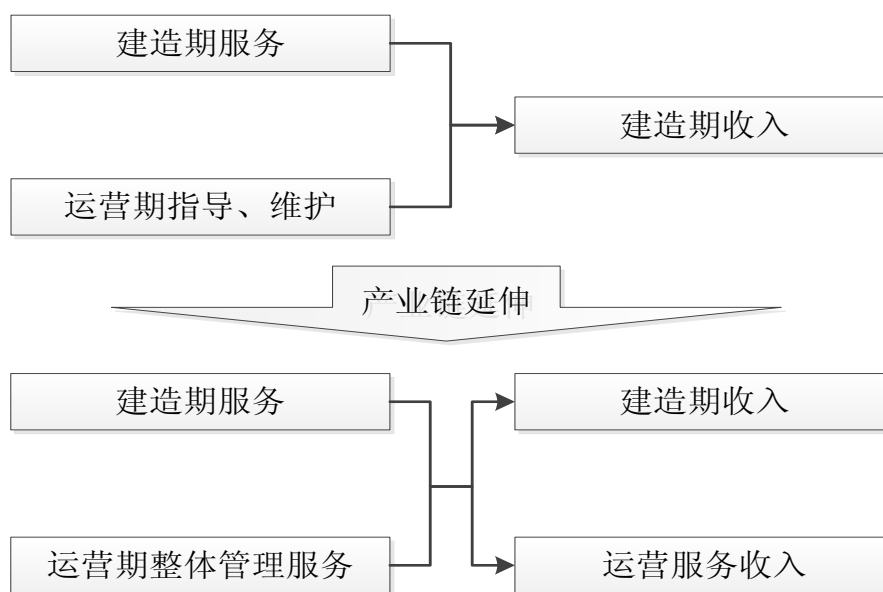 建造期服务
建造期收入
运营期指导、维护
产业链延伸
建造期服务
建造期收入
运营期整体管理服务
运营服务收入